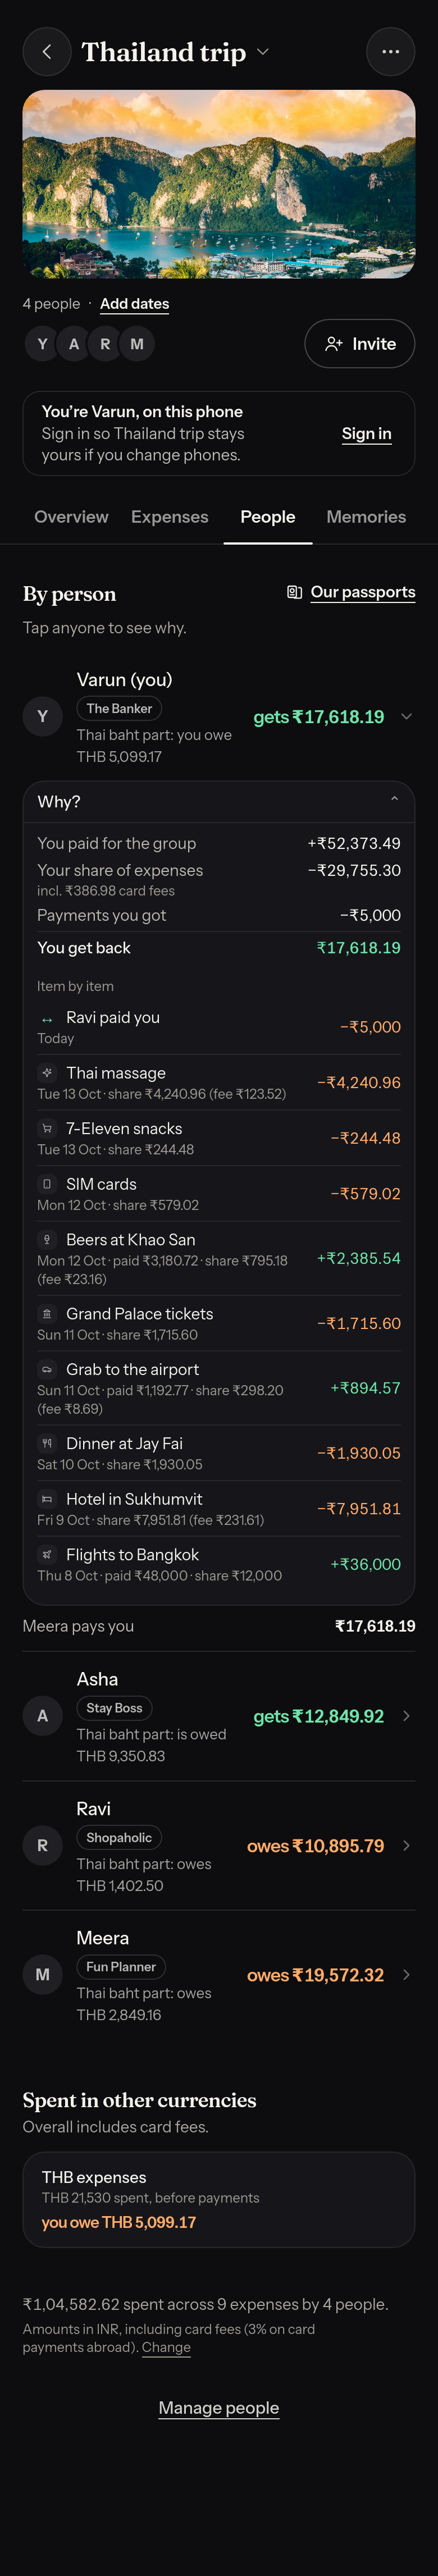 Thailand trip
4 people · Add dates
Y A R M
Invite
You’re Varun, on this phone
Sign in so Thailand trip stays
yours if you change phones.
Sign in
Overview Expenses People Memories
By person
Our passports
Tap anyone to see why.
Y
Varun (you)
The Banker
Thai baht part: you owe
THB 5,099.17
gets ₹17,618.19
Why?
You paid for the group +₹52,373.49
Your share of expenses −₹29,755.30
incl. ₹386.98 card fees
Payments you got −₹5,000
You get back ₹17,618.19
Item by item
↔ Ravi paid you
Today
−₹5,000
Thai massage
Tue 13 Oct · share ₹4,240.96 (fee ₹123.52)
−₹4,240.96
7-Eleven snacks
Tue 13 Oct · share ₹244.48
−₹244.48
SIM cards
Mon 12 Oct · share ₹579.02
−₹579.02
Beers at Khao San
Mon 12 Oct · paid ₹3,180.72 · share ₹795.18
(fee ₹23.16)
+₹2,385.54
Grand Palace tickets
Sun 11 Oct · share ₹1,715.60
−₹1,715.60
Grab to the airport
Sun 11 Oct · paid ₹1,192.77 · share ₹298.20
(fee ₹8.69)
+₹894.57
Dinner at Jay Fai
Sat 10 Oct · share ₹1,930.05
−₹1,930.05
Hotel in Sukhumvit
Fri 9 Oct · share ₹7,951.81 (fee ₹231.61)
−₹7,951.81
Flights to Bangkok
Thu 8 Oct · paid ₹48,000 · share ₹12,000
+₹36,000
Meera pays you ₹17,618.19
A
Asha
Stay Boss
Thai baht part: is owed
THB 9,350.83
gets ₹12,849.92
R
Ravi
Shopaholic
Thai baht part: owes
THB 1,402.50
owes ₹10,895.79
M
Meera
Fun Planner
Thai baht part: owes
THB 2,849.16
owes ₹19,572.32
Spent in other currencies
Overall includes card fees.
THB expenses
THB 21,530 spent, before payments
you owe THB 5,099.17
₹1,04,582.62 spent across 9 expenses by 4 people.
Amounts in INR, including card fees (3% on card
payments abroad). Change
Manage people